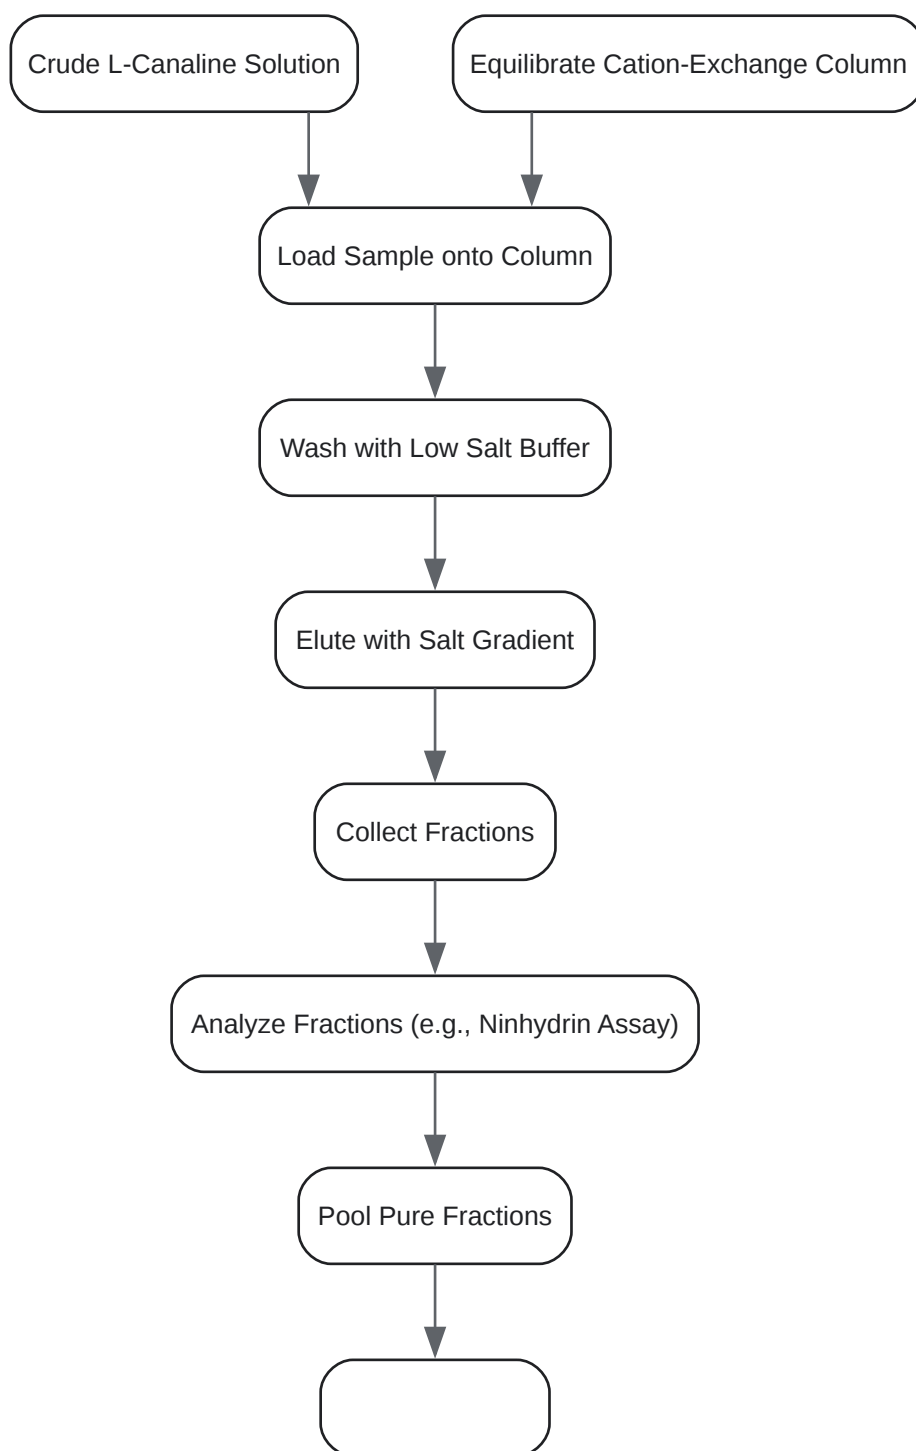 Crude L-Canaline Solution
Equilibrate Cation-Exchange Column
Load Sample onto Column
Wash with Low Salt Buffer
Elute with Salt Gradient
Collect Fractions
Analyze Fractions (e.g., Ninhydrin Assay)
Pool Pure Fractions